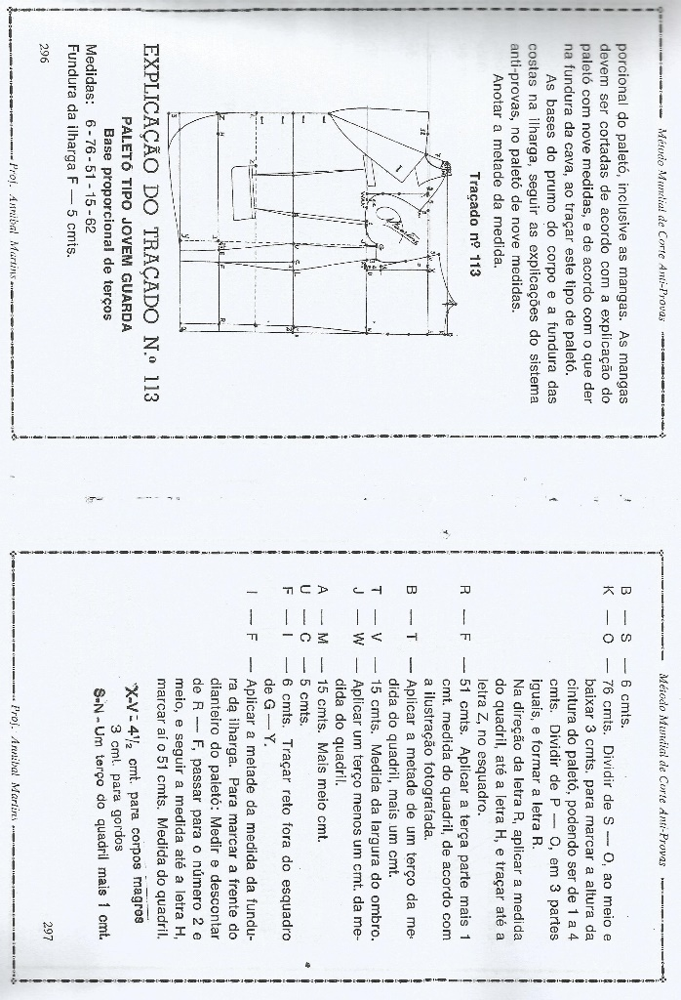 Método Mundial de Corte Anti-Provas
porcional do paletó, inclusive as mangas. As mangas
devem ser cortadas de acordo com a explicação do
paletó com nove medidas, e de acordo com o que der
na fundura da cava, ao traçar este tipo de paletó.
As bases do prumo do corpo e a fundura das
costas na ilharga, seguir as explicações do sistema
anti-provas, no paletó de nove medidas.
Anotar a metade da medida.
Traçado nº 113
EXPLICAÇÃO DO TRAÇADO N.º 113
PALETÓ TIPO JOVEM GUARDA
Base proporcional de terços
Medidas: 6-76-51-15-62
Fundura da ilharga F — 5 cmts.
296
Prof. Annibal Martins
Método Mundial de Corte Anti-Provas
B — S — 6 cmts.
K — O — 76 cmts. Dividir de S — O, ao meio e
baixar 3 cmts, para marcar a altura da
cintura do paletó, podendo ser de 1 a 4
cmts. Dividir de P — O, em 3 partes
iguais, e formar a letra R.
Na direção da letra R, aplicar a medida
do quadril, até a letra H, e traçar até a
letra Z, no esquadro.
R — F — 51 cmts. Aplicar a terça parte mais 1
cmt. medida do quadril, de acordo com
a ilustração fotografada.
B — T — Aplicar a metade de um terço da me-
dida do quadril, mais um cmt.
T — V — 15 cmts. Medida da largura do ombro.
J — W — Aplicar um terço menos um cmt. da me-
dida do quadril.
A — M — 15 cmts. Mais meio cmt.
U — C — 5 cmts.
F — I — 6 cmts. Traçar reto fora do esquadro
de G — Y.
I — F — Aplicar a metade da medida da fundu-
ra da ilharga. Para marcar a frente do
dianteiro do paletó: Medir e descontar
de R — F, passar para o número 2 e
meio, e seguir a medida até a letra H,
marcar aí o 51 cmts. Medida do quadril.
X-V = 4½ cmt. para corpos magros
3 cmt. para gordos
S-N - Um terço do quadril mais 1 cmt.
297
Prof. Annibal Martins